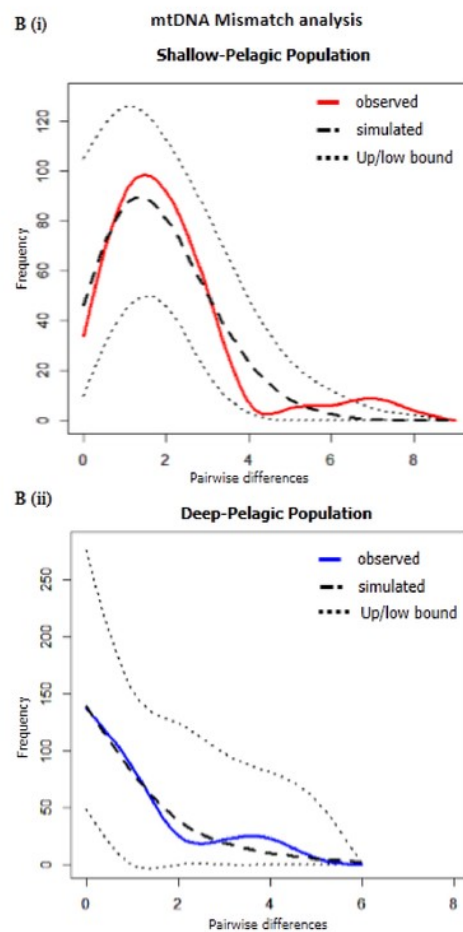 B (i)
mtDNA Mismatch analysis
Shallow-Pelagic Population
observed
simulated
Up/low bound
Frequency
120
100
80
60
40
20
0
0 2 4 6 8
Pairwise differences
B (ii)
Deep-Pelagic Population
observed
simulated
Up/low bound
Frequency
250
200
150
100
50
0
0 2 4 6 8
Pairwise differences